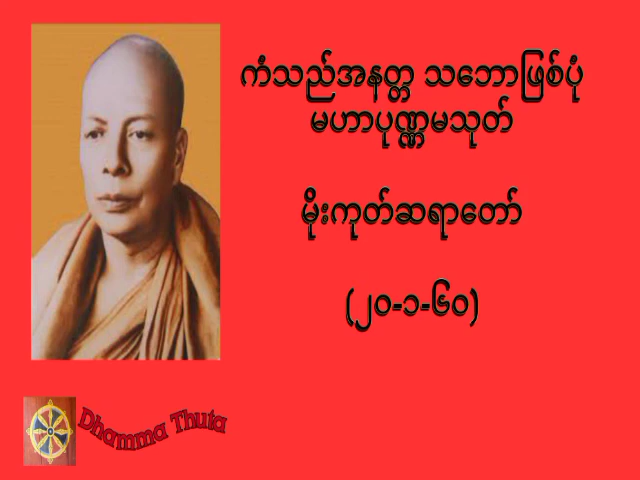 ကံသည်အနတ္တ သဘောဖြစ်ပုံ
မဟာပုဏ္ဏမသုတ်
မိုးကုတ်ဆရာတော်
(၂၀-၁-၆၀)
Dhamma Thuta